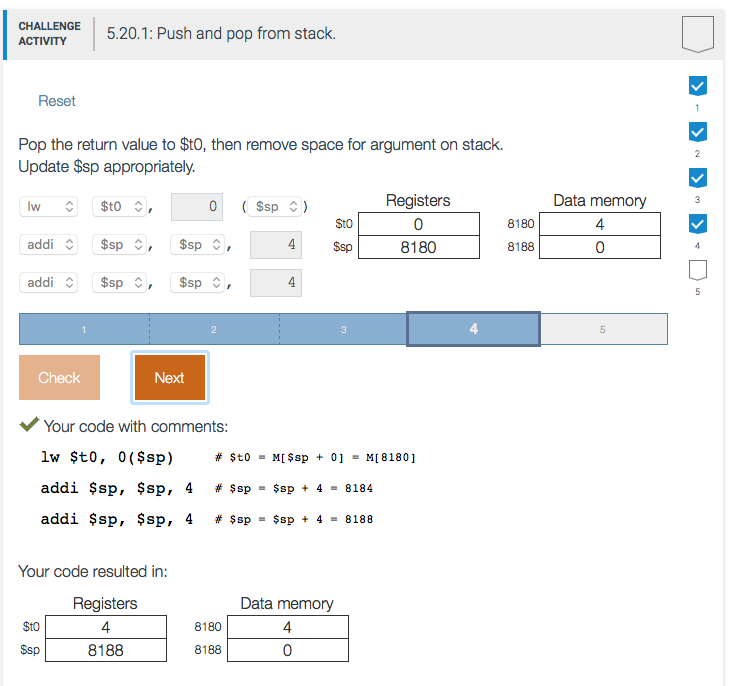 CHALLENGE
ACTIVITY
5.20.1: Push and pop from stack.
Reset
Pop the return value to $t0, then remove space for argument on stack.
Update $sp appropriately.
lw $t0 , 0 ( $sp )
addi $sp , $sp , 4
addi $sp , $sp , 4
Registers
$t0 0
$sp 8180
Data memory
8180 4
8188 0
1
2
3
4
5
1 2 3 4 5
Check Next
Your code with comments:
lw $t0, 0($sp) # $t0 = M[$sp + 0] = M[8180]
addi $sp, $sp, 4 # $sp = $sp + 4 = 8184
addi $sp, $sp, 4 # $sp = $sp + 4 = 8188
Your code resulted in:
Registers
$t0 4
$sp 8188
Data memory
8180 4
8188 0